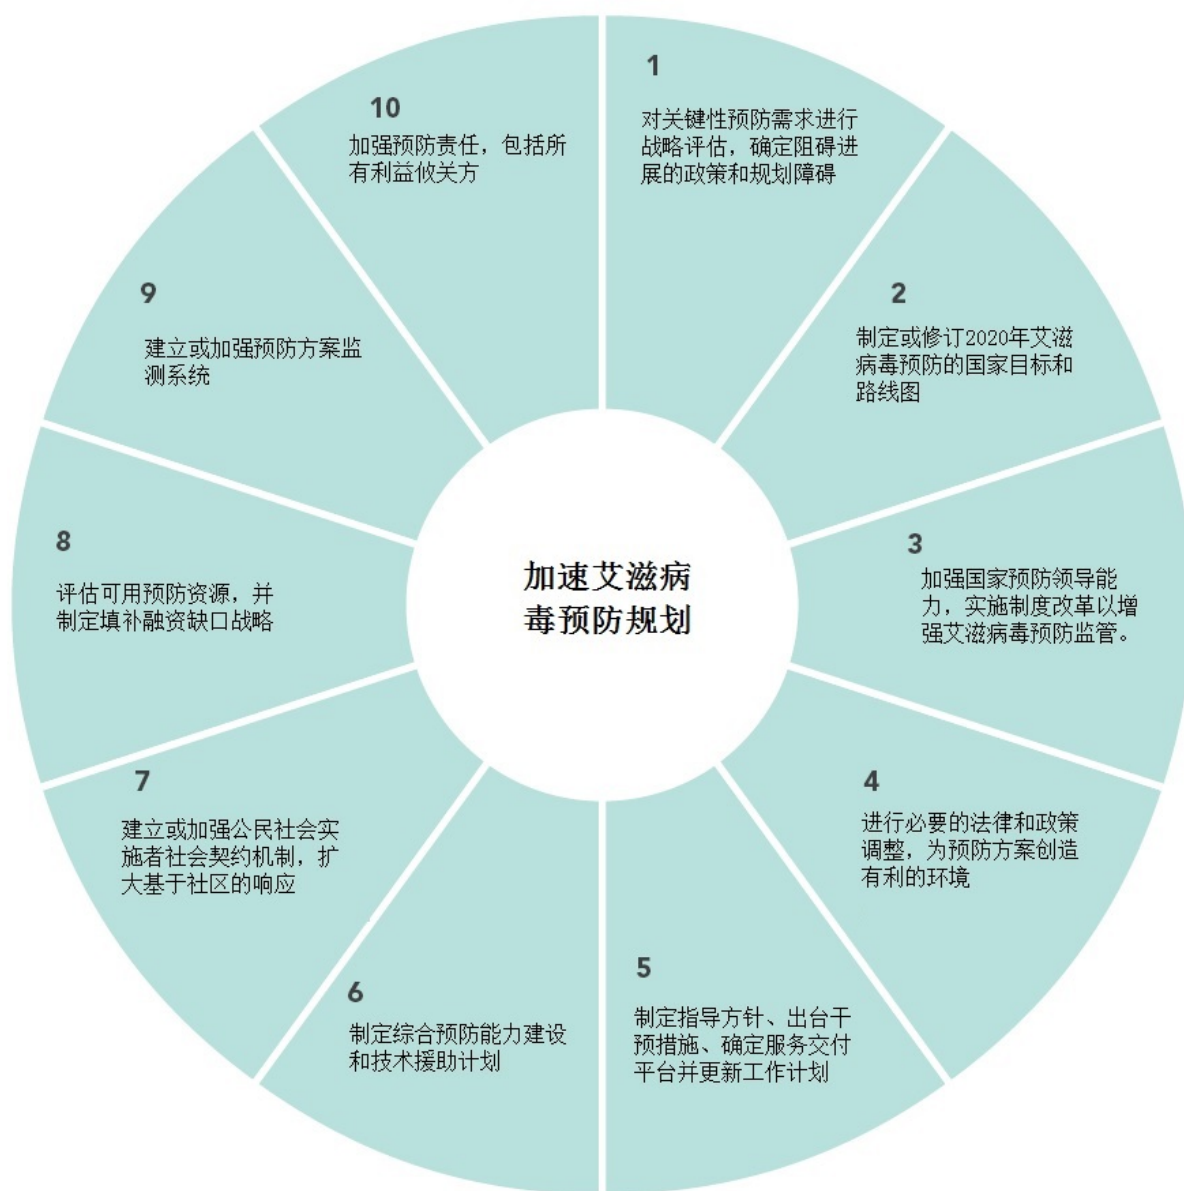 加速艾滋病
毒预防规划
1
对关键性预防需求进行
战略评估，确定阻碍进
展的政策和规划障碍
2
制定或修订2020年艾滋
病毒预防的国家目标和
路线图
3
加强国家预防领导能
力，实施制度改革以增
强艾滋病毒预防监管。
4
进行必要的法律和政策
调整，为预防方案创造
有利的环境
5
制定指导方针、出台干
预措施、确定服务交付
平台并更新工作计划
6
制定综合预防能力建设
和技术援助计划
7
建立或加强公民社会实
施者社会契约机制，扩
大基于社区的响应
8
评估可用预防资源，并
制定填补融资缺口战略
9
建立或加强预防方案监
测系统
10
加强预防责任，包括所
有利益攸关方